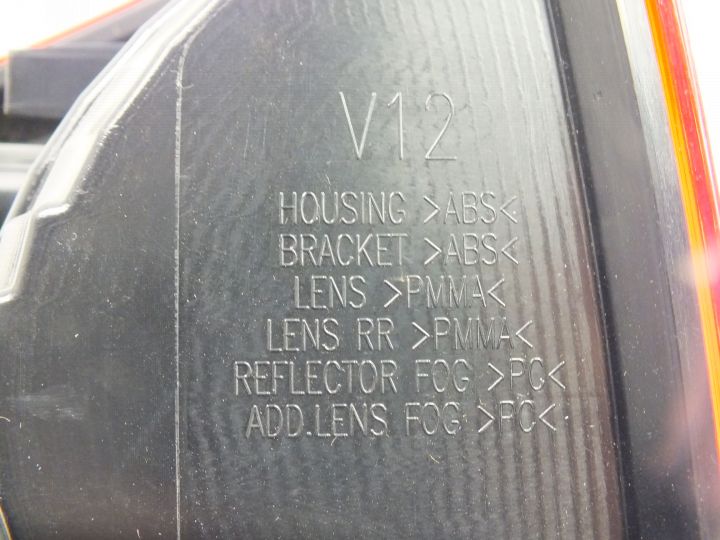 V12
HOUSING >ABS<
BRACKET >ABS<
LENS >PMMA<
LENS RR >PMMA<
REFLECTOR FOG >PC<
ADD.LENS FOG >PC<